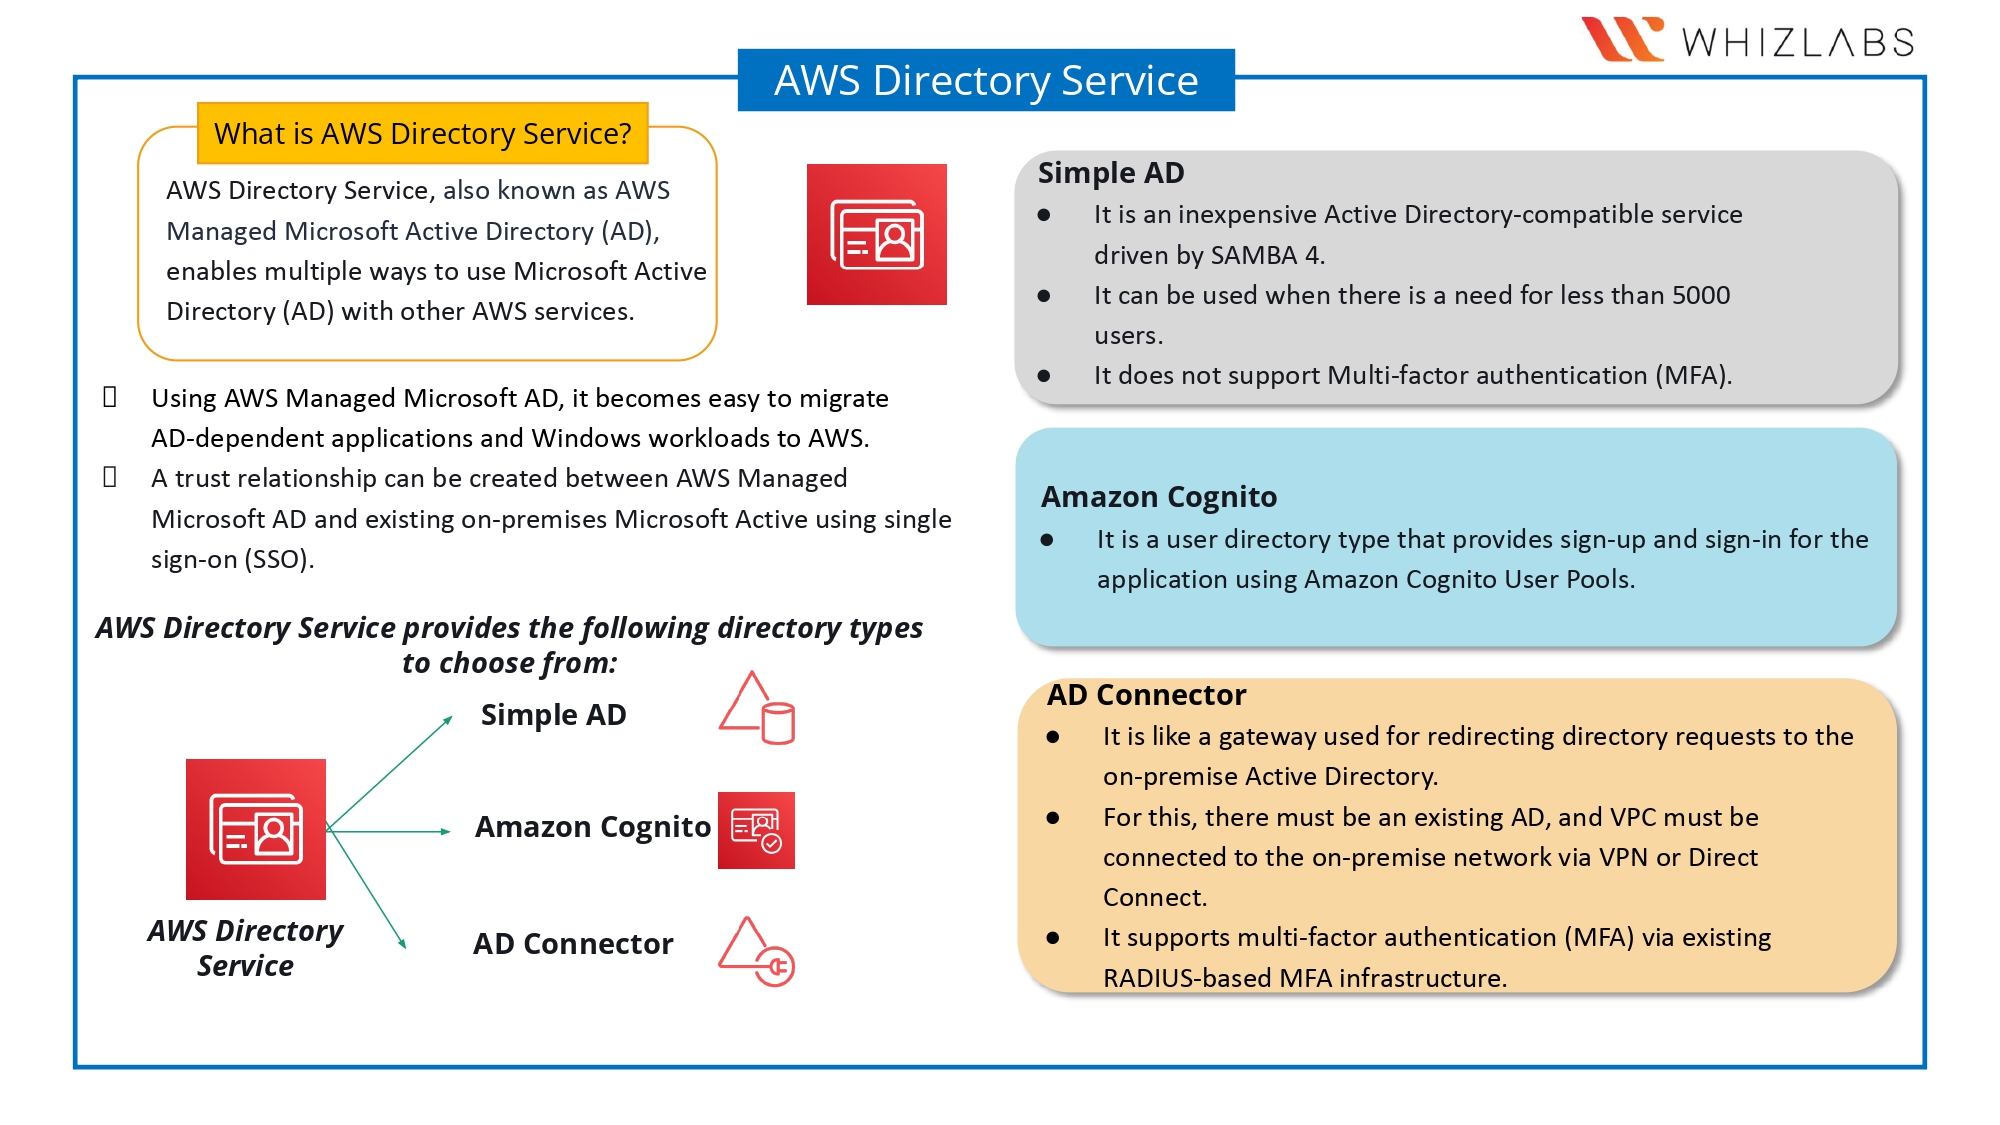 WHIZLABS
AWS Directory Service
What is AWS Directory Service?
AWS Directory Service, also known as AWS
Managed Microsoft Active Directory (AD),
enables multiple ways to use Microsoft Active
Directory (AD) with other AWS services.
Using AWS Managed Microsoft AD, it becomes easy to migrate
AD-dependent applications and Windows workloads to AWS.
A trust relationship can be created between AWS Managed
Microsoft AD and existing on-premises Microsoft Active using single
sign-on (SSO).
AWS Directory Service provides the following directory types
to choose from:
Simple AD
Amazon Cognito
AD Connector
AWS Directory
Service
Simple AD
● It is an inexpensive Active Directory-compatible service
driven by SAMBA 4.
● It can be used when there is a need for less than 5000
users.
● It does not support Multi-factor authentication (MFA).
Amazon Cognito
● It is a user directory type that provides sign-up and sign-in for the
application using Amazon Cognito User Pools.
AD Connector
● It is like a gateway used for redirecting directory requests to the
on-premise Active Directory.
● For this, there must be an existing AD, and VPC must be
connected to the on-premise network via VPN or Direct
Connect.
● It supports multi-factor authentication (MFA) via existing
RADIUS-based MFA infrastructure.